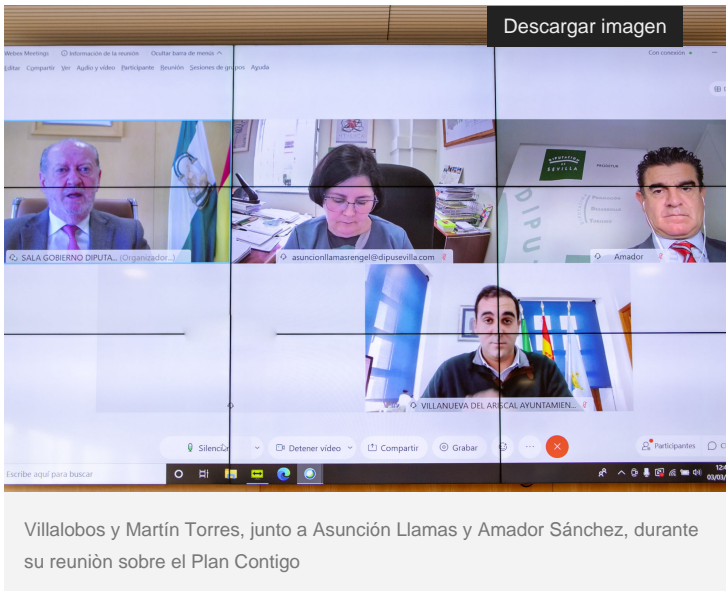 Descargar imagen
Webex Meetings Información de la reunión Ocultar barra de menús
Con conexión
Editar Compartir Ver Audio y vídeo Participante Reunión Sesiones de grupos Ayuda
DIPUTACIÓN
DE
SEVILLA
PRODETUR
DIPU
SALA GOBIERNO DIPUTA... (Organizador...)
asuncionllamasrengel@dipusevilla.com
Amador
VILLANUEVA DEL ARISCAL AYUNTAMIEN...
Silenciar
Detener vídeo
Compartir
Grabar
Participantes
Escribe aquí para buscar
Villalobos y Martín Torres, junto a Asunción Llamas y Amador Sánchez, durante
su reuniòn sobre el Plan Contigo